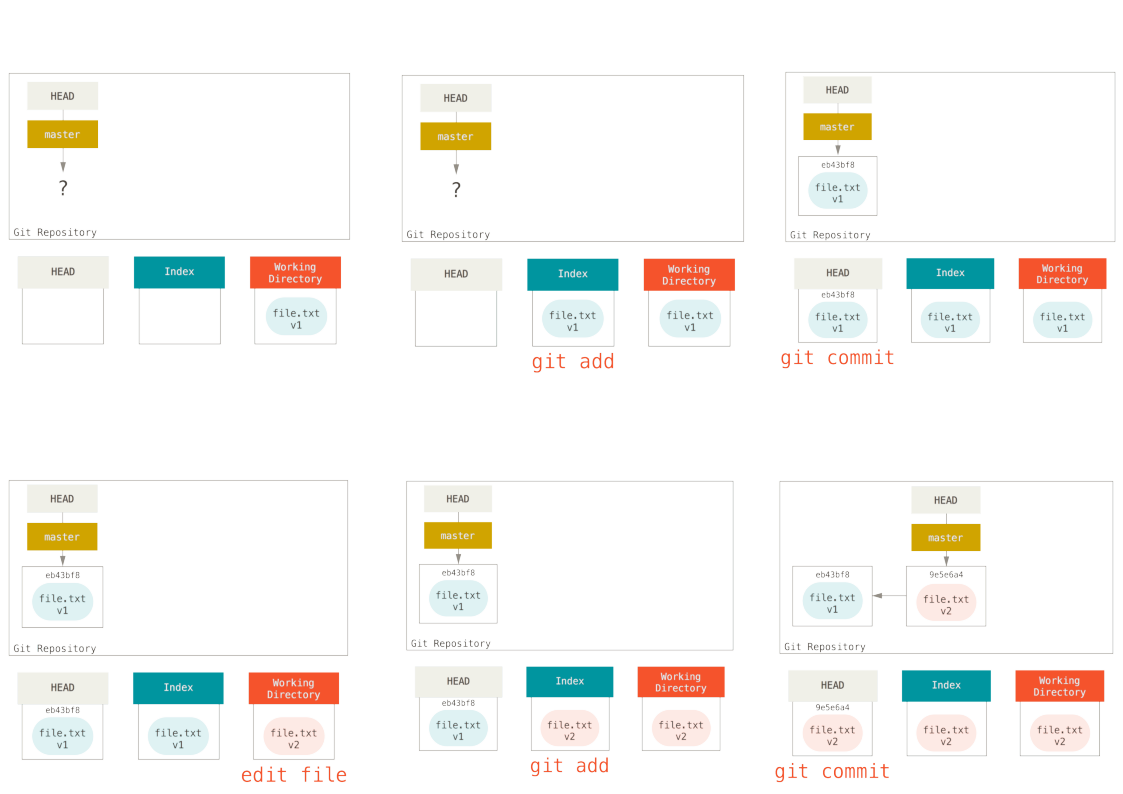 HEAD
master
?
Git Repository
HEAD
Index
Working
Directory
file.txt
v1
HEAD
master
?
Git Repository
HEAD
Index
Working
Directory
file.txt
v1
file.txt
v1
git add
HEAD
master
eb43bf8
file.txt
v1
Git Repository
HEAD
Index
Working
Directory
eb43bf8
file.txt
v1
file.txt
v1
file.txt
v1
git commit
HEAD
master
eb43bf8
file.txt
v1
Git Repository
HEAD
Index
Working
Directory
eb43bf8
file.txt
v1
file.txt
v1
file.txt
v2
edit file
HEAD
master
eb43bf8
file.txt
v1
Git Repository
HEAD
Index
Working
Directory
eb43bf8
file.txt
v1
file.txt
v2
file.txt
v2
git add
HEAD
master
eb43bf8
file.txt
v1
9e5e6a4
file.txt
v2
Git Repository
HEAD
Index
Working
Directory
9e5e6a4
file.txt
v2
file.txt
v2
file.txt
v2
git commit